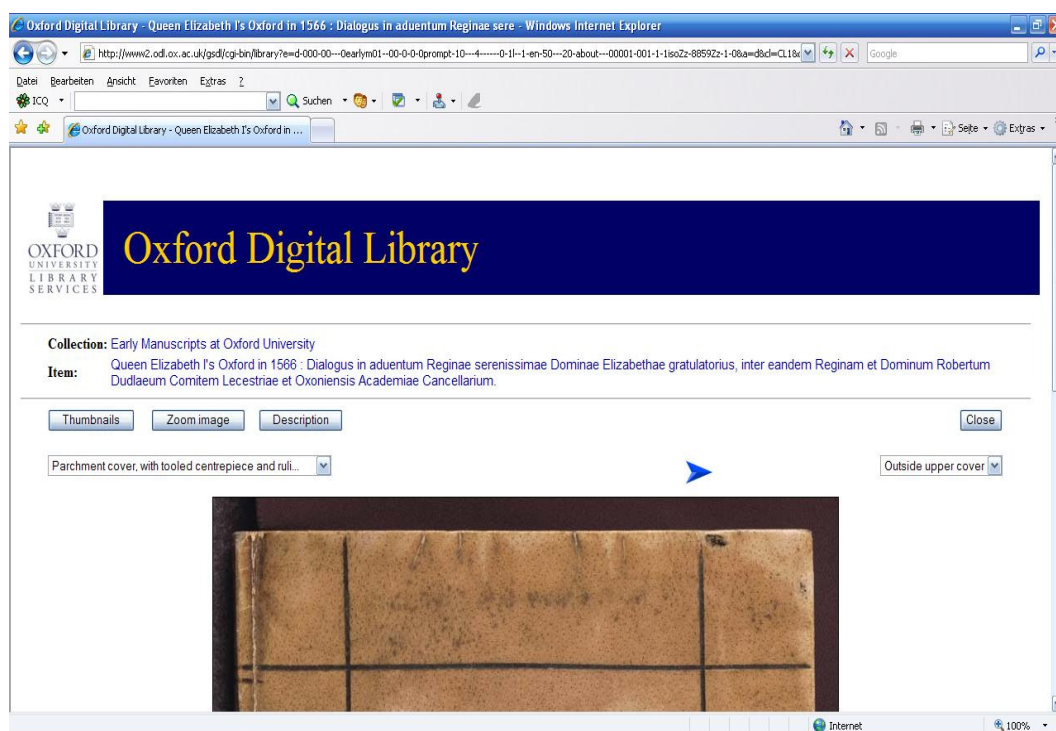 Oxford Digital Library - Queen Elizabeth I's Oxford in 1566 : Dialogus in aduentum Reginae sere - Windows Internet Explorer
http://www2.odl.ox.ac.uk/gsdl/cgi-bin/library?e=d-000-00---0earlym01--00-0-0-0prompt-10---4------0-1l--1-en-50---20-about---00001-001-1-1isoZz-8859Zz-1-0&a=d&cl=CL1&
Google
Datei Bearbeiten Ansicht Favoriten Extras ?
ICQ Suchen
Oxford Digital Library - Queen Elizabeth I's Oxford in ... Seite Extras
OXFORD
UNIVERSITY
LIBRARY
SERVICES
Oxford Digital Library
Collection: Early Manuscripts at Oxford University
Item: Queen Elizabeth I's Oxford in 1566 : Dialogus in aduentum Reginae serenissimae Dominae Elizabethae gratulatorius, inter eandem Reginam et Dominum Robertum
Dudlaeum Comitem Lecestriae et Oxoniensis Academiae Cancellarium.
Thumbnails Zoom image Description Close
Parchment cover, with tooled centrepiece and ruli... Outside upper cover
Internet 100%